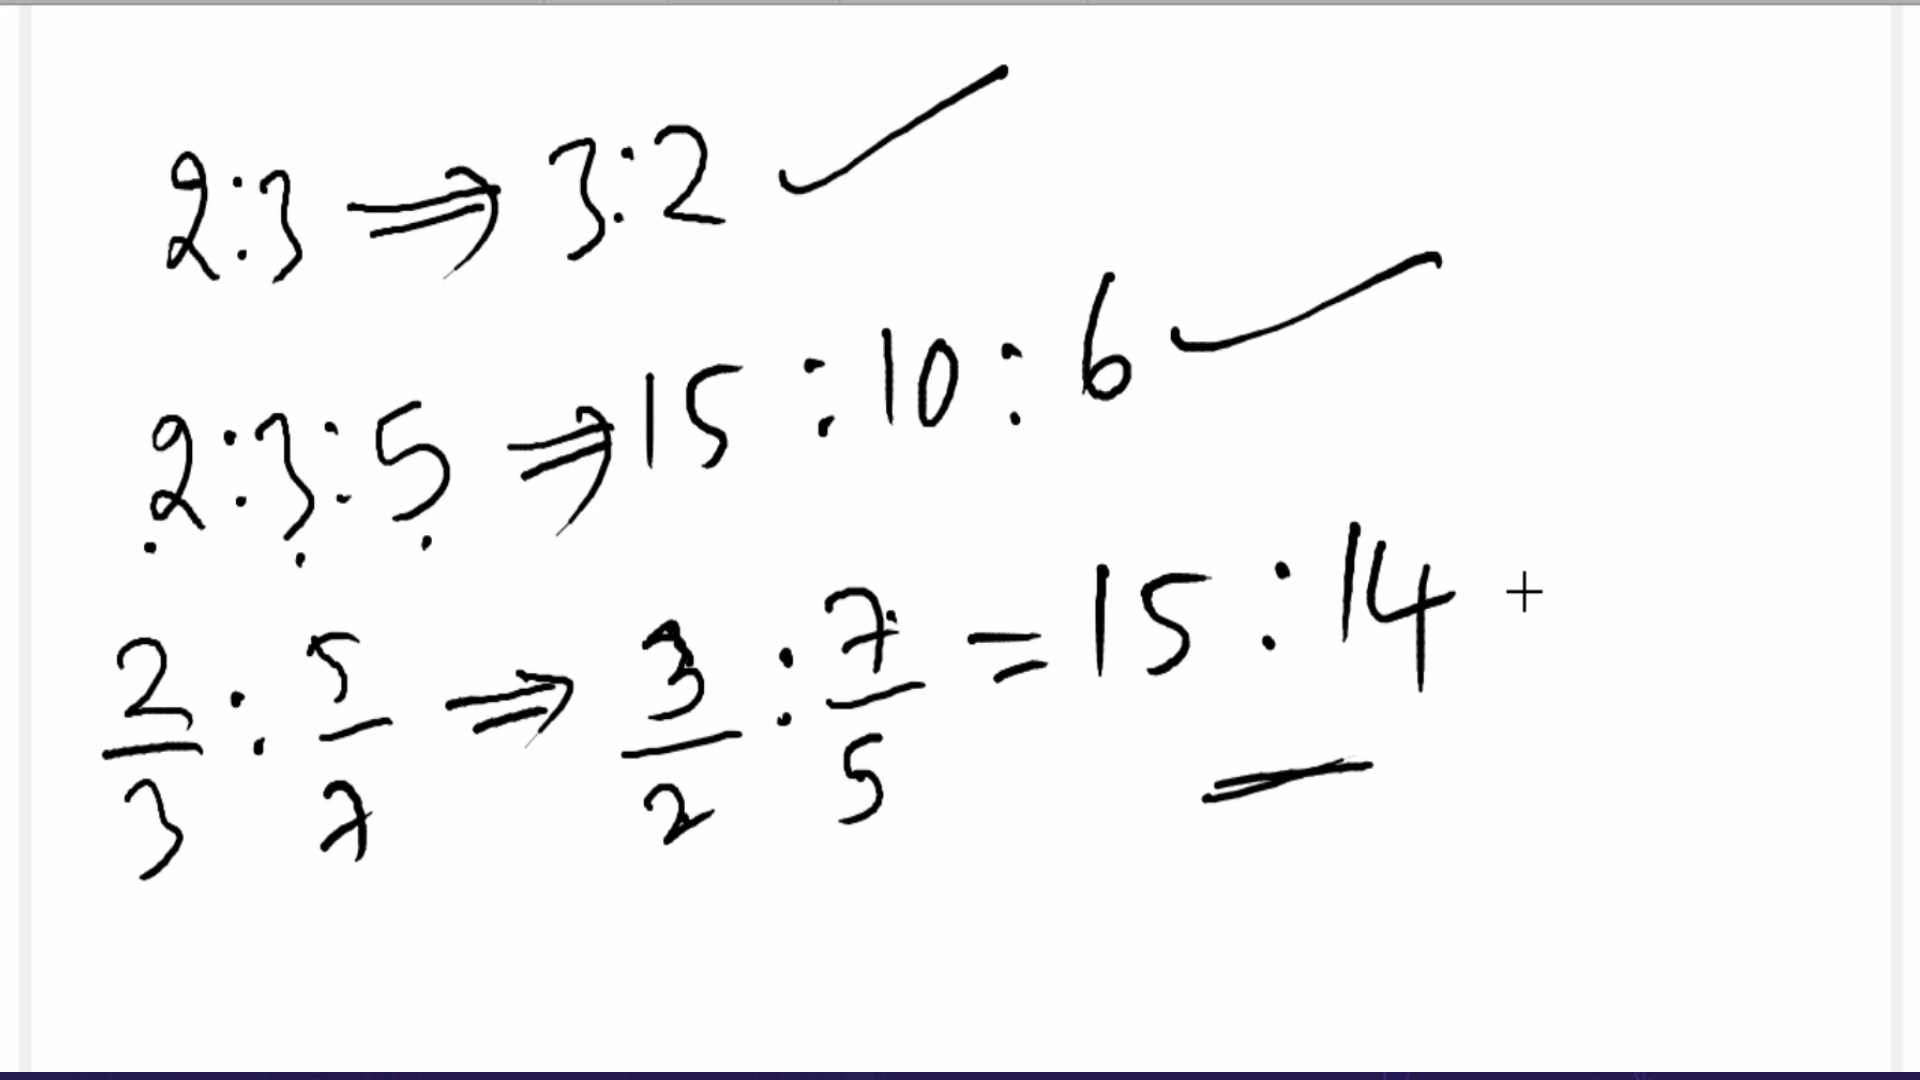 2:3 ⇒ 3:2 ✓
2:3:5 ⇒ 15:10:6 ✓
2/3 : 5/7 ⇒ 3/2 : 7/5 = 15:14